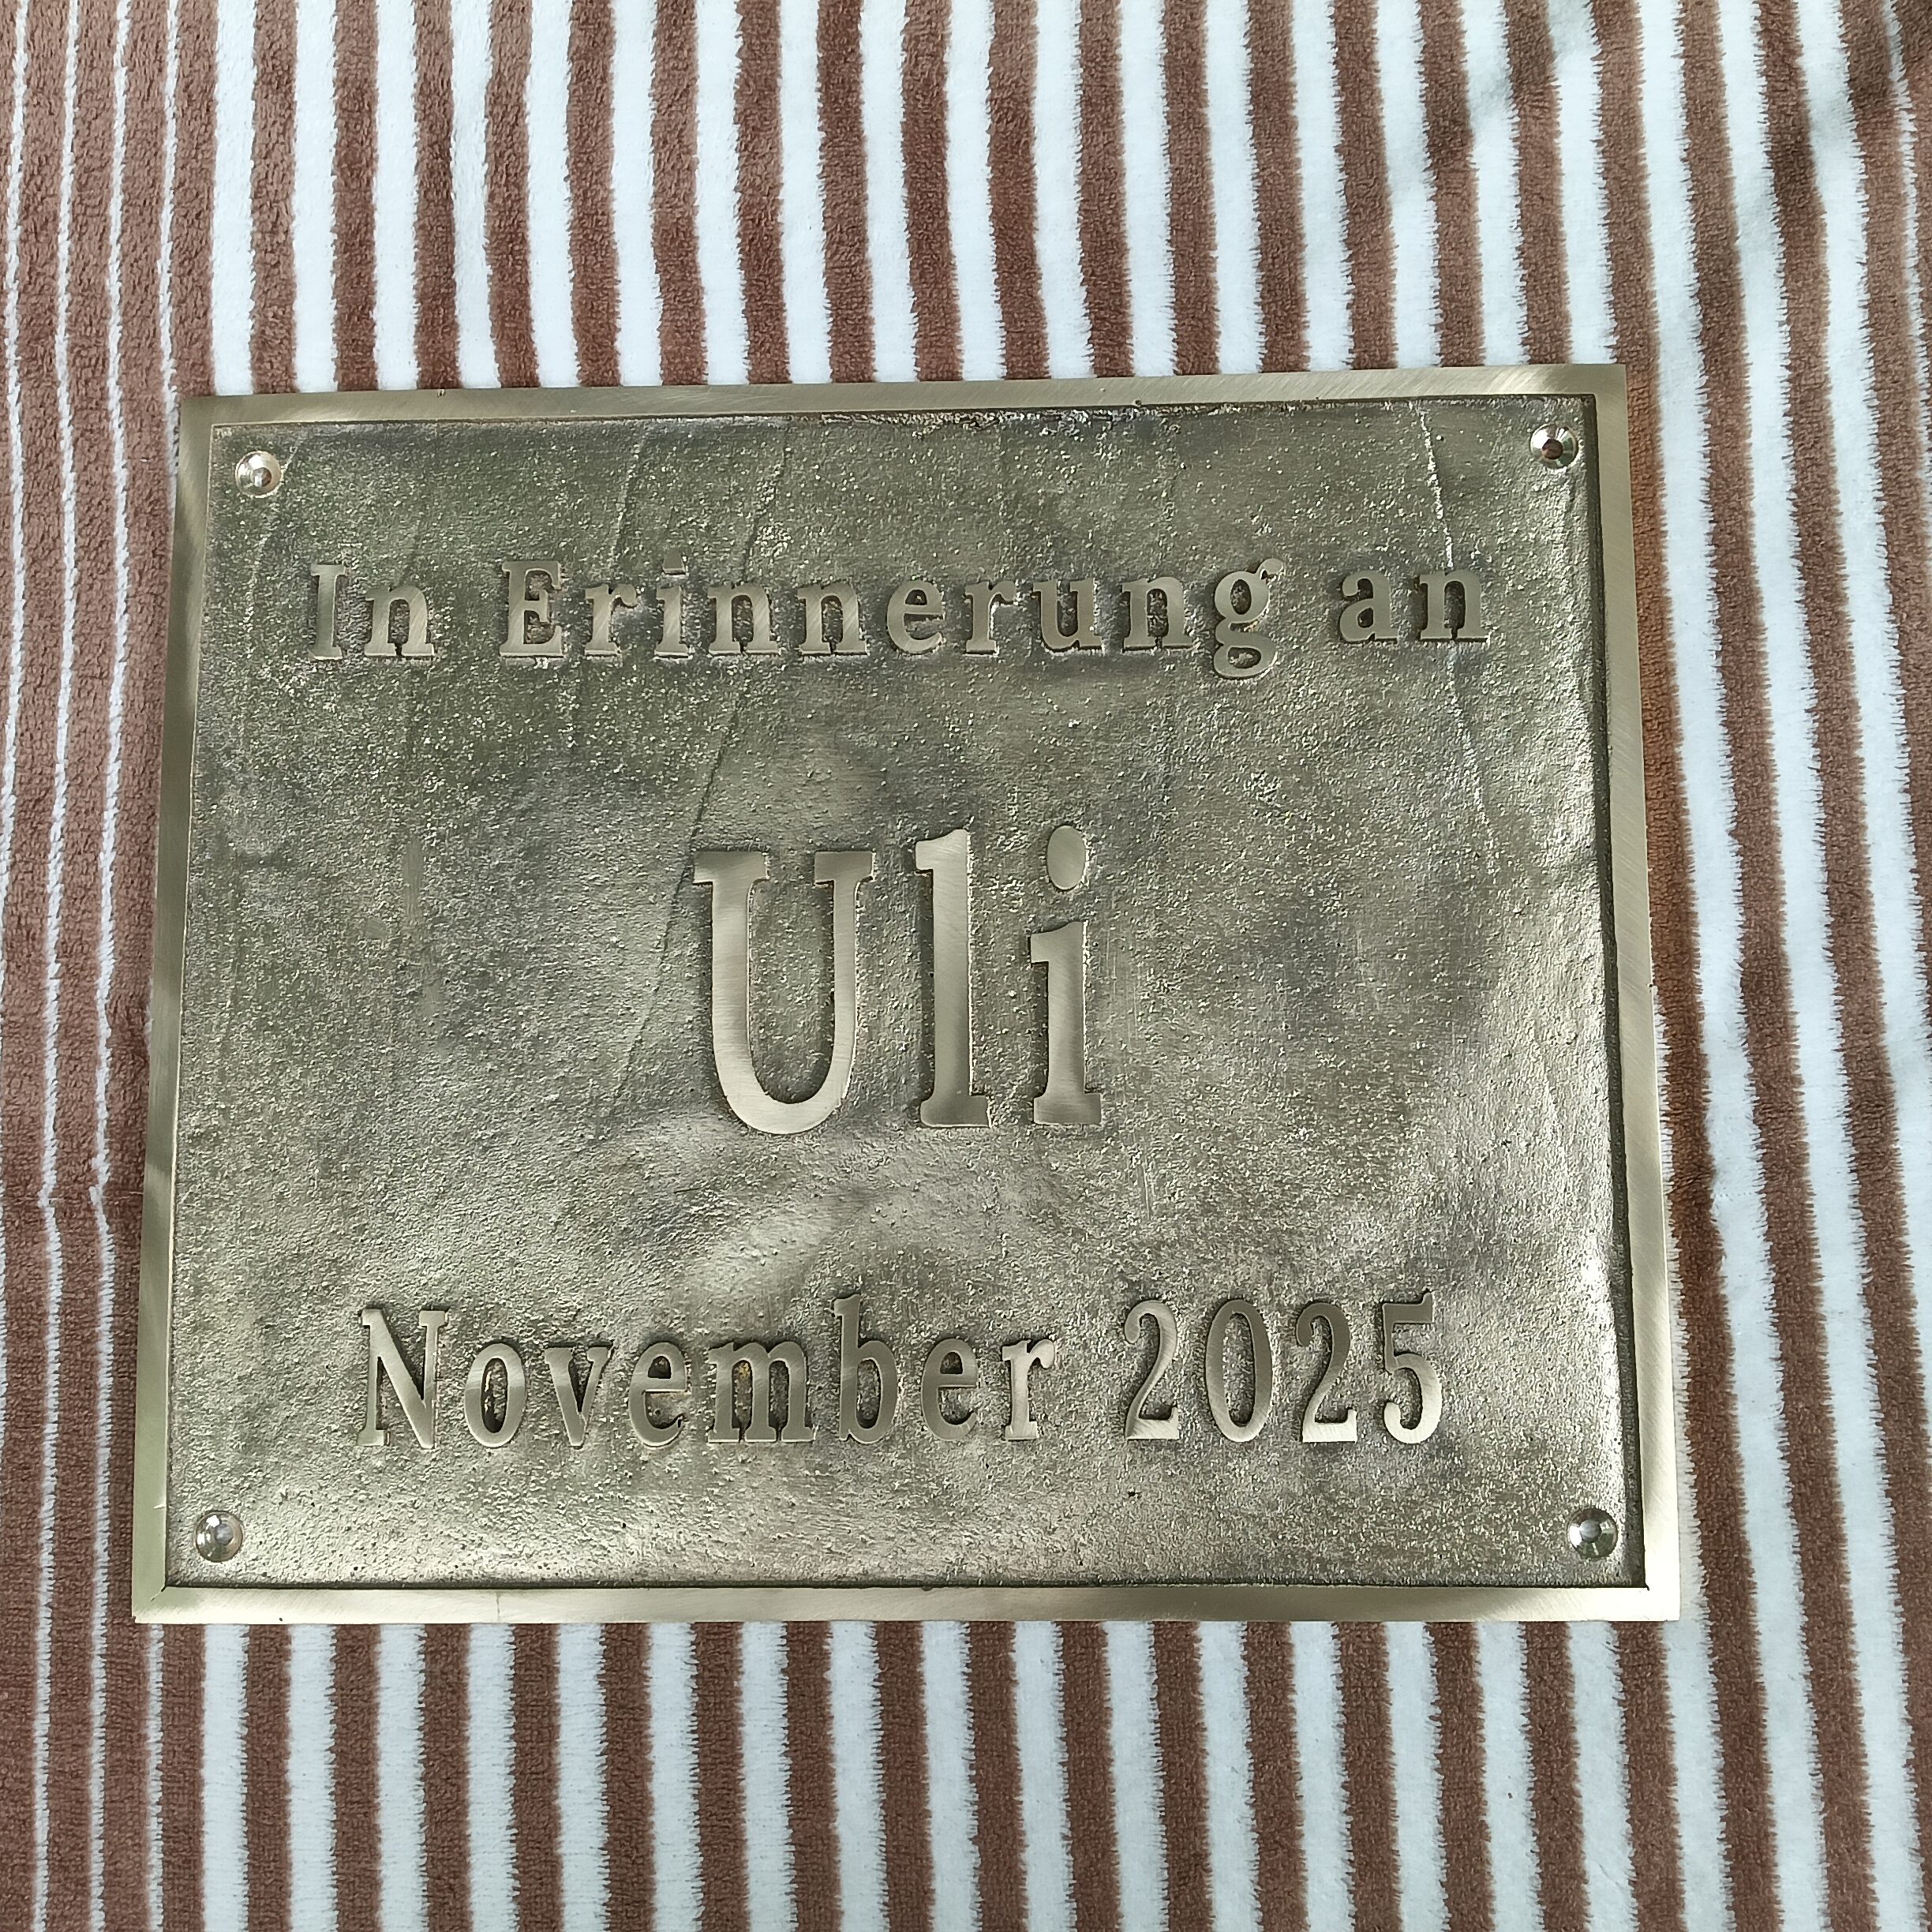 In Erinnerung an
Uli
November 2025